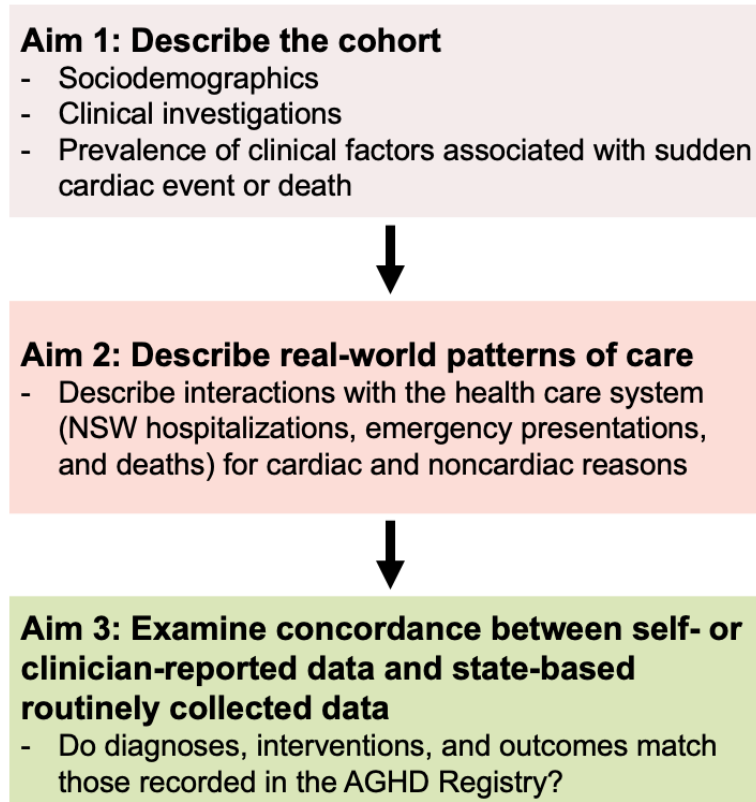 Aim 1: Describe the cohort
- Sociodemographics
- Clinical investigations
- Prevalence of clinical factors associated with sudden
cardiac event or death
Aim 2: Describe real-world patterns of care
- Describe interactions with the health care system
(NSW hospitalizations, emergency presentations,
and deaths) for cardiac and noncardiac reasons
Aim 3: Examine concordance between self- or
clinician-reported data and state-based
routinely collected data
- Do diagnoses, interventions, and outcomes match
those recorded in the AGHD Registry?